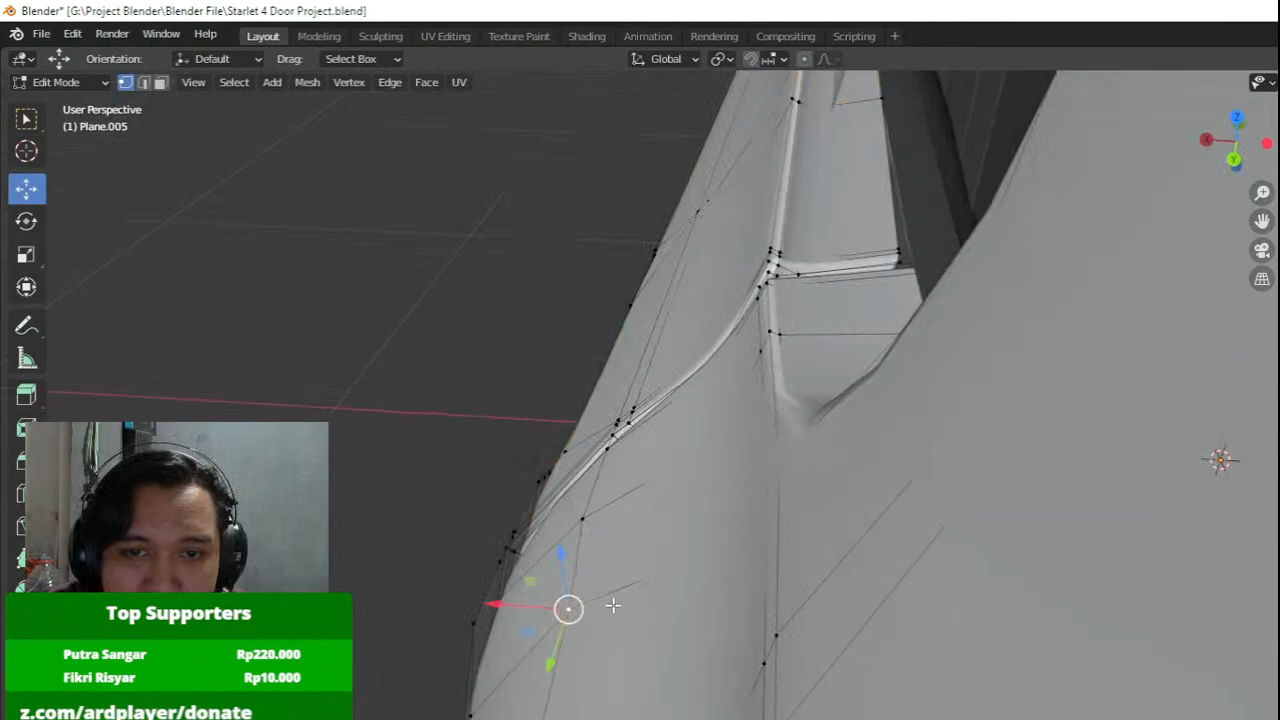 Blender* [G:\Project Blender\Blender File\Starlet 4 Door Project.blend]
File Edit Render Window Help Layout Modeling Sculpting UV Editing Texture Paint Shading Animation Rendering Compositing Scripting +
Orientation: Default Drag: Select Box Global
Edit Mode View Select Add Mesh Vertex Edge Face UV
User Perspective
(1) Plane.005
Z
X
Y
Top Supporters
Putra Sangar Rp220.000
Fikri Risyar Rp10.000
z.com/ardplayer/donate